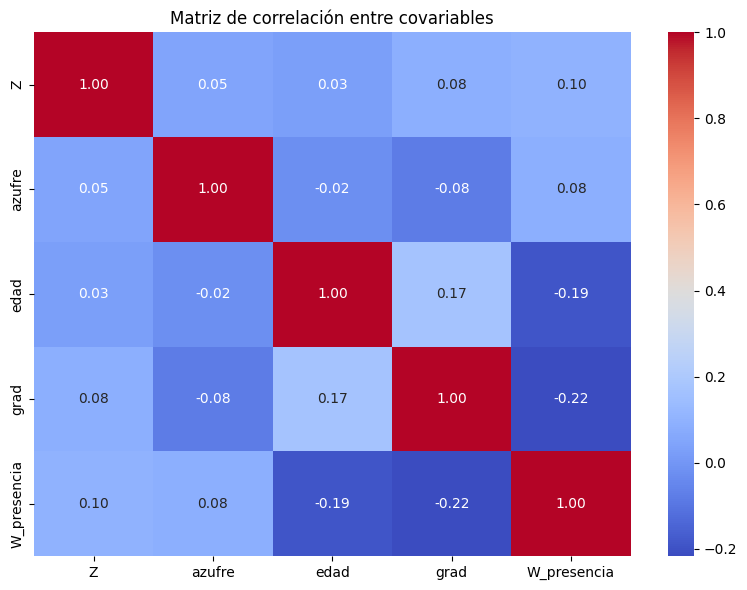 Matriz de correlación entre covariables
Z 1.00 0.05 0.03 0.08 0.10
azufre 0.05 1.00 -0.02 -0.08 0.08
edad 0.03 -0.02 1.00 0.17 -0.19
grad 0.08 -0.08 0.17 1.00 -0.22
W_presencia 0.10 0.08 -0.19 -0.22 1.00
Z azufre edad grad W_presencia
1.0
0.8
0.6
0.4
0.2
0.0
−0.2